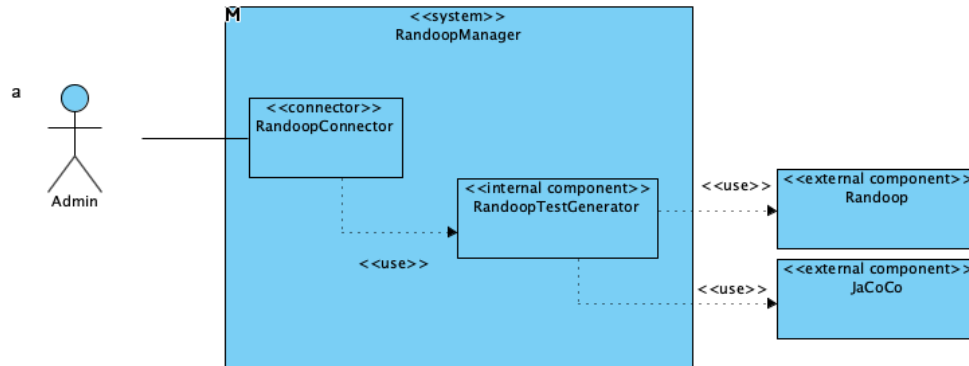 M
<<system>>
RandoopManager
a
<<connector>>
RandoopConnector
Admin
<<internal component>>
RandoopTestGenerator
<<use>>
<<external component>>
Randoop
<<use>>
<<use>>
<<external component>>
JaCoCo